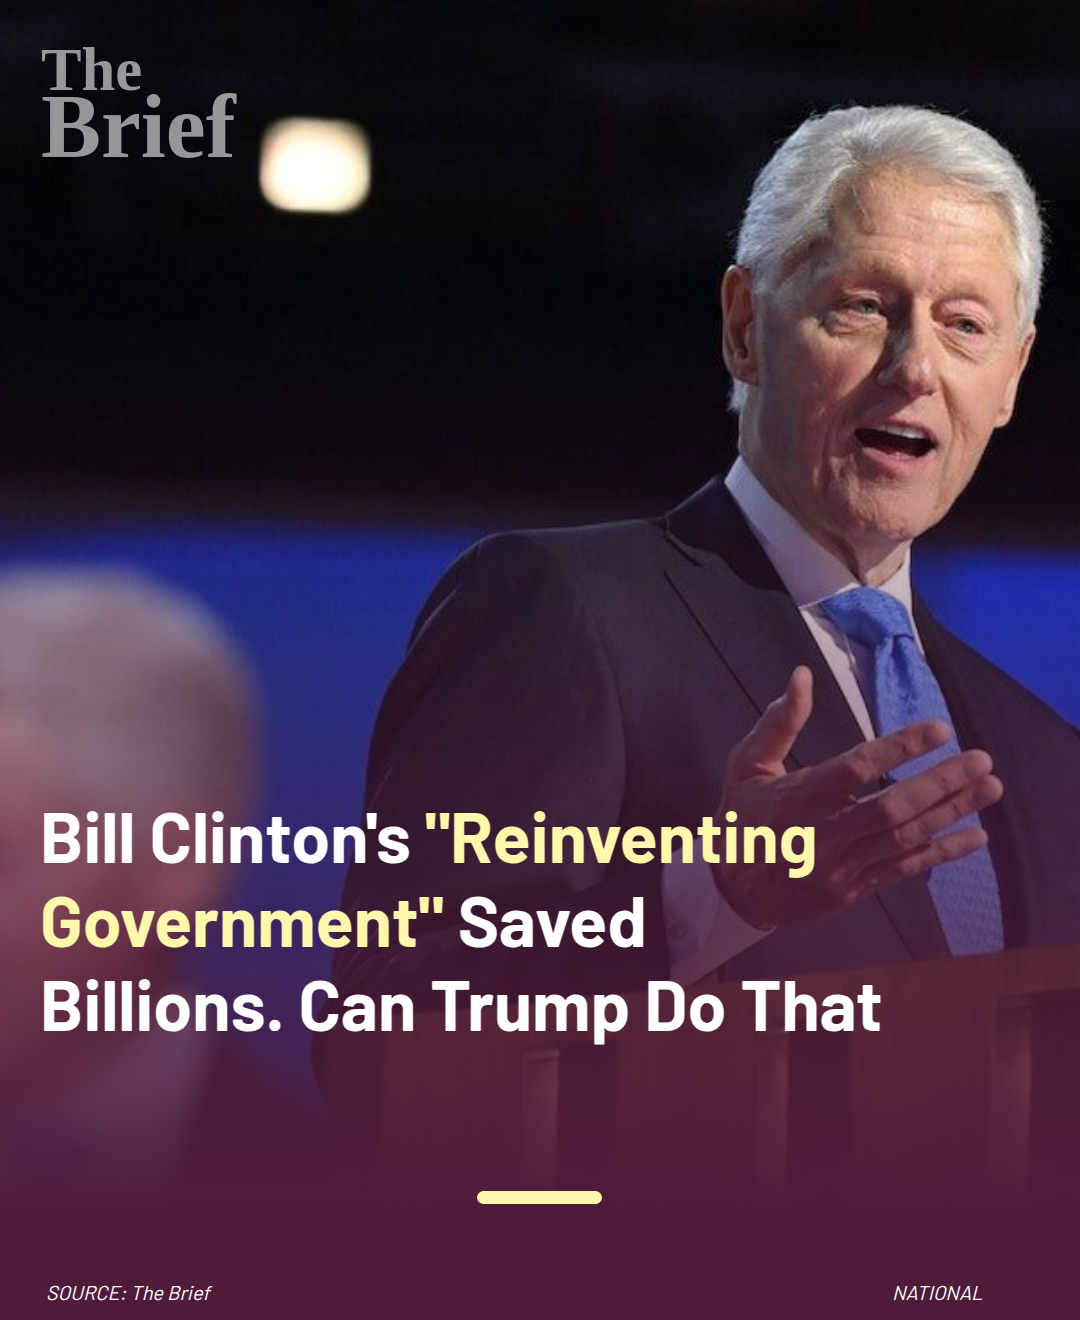 The
Brief
Bill Clinton's "Reinventing
Government" Saved
Billions. Can Trump Do That
SOURCE: The Brief
NATIONAL